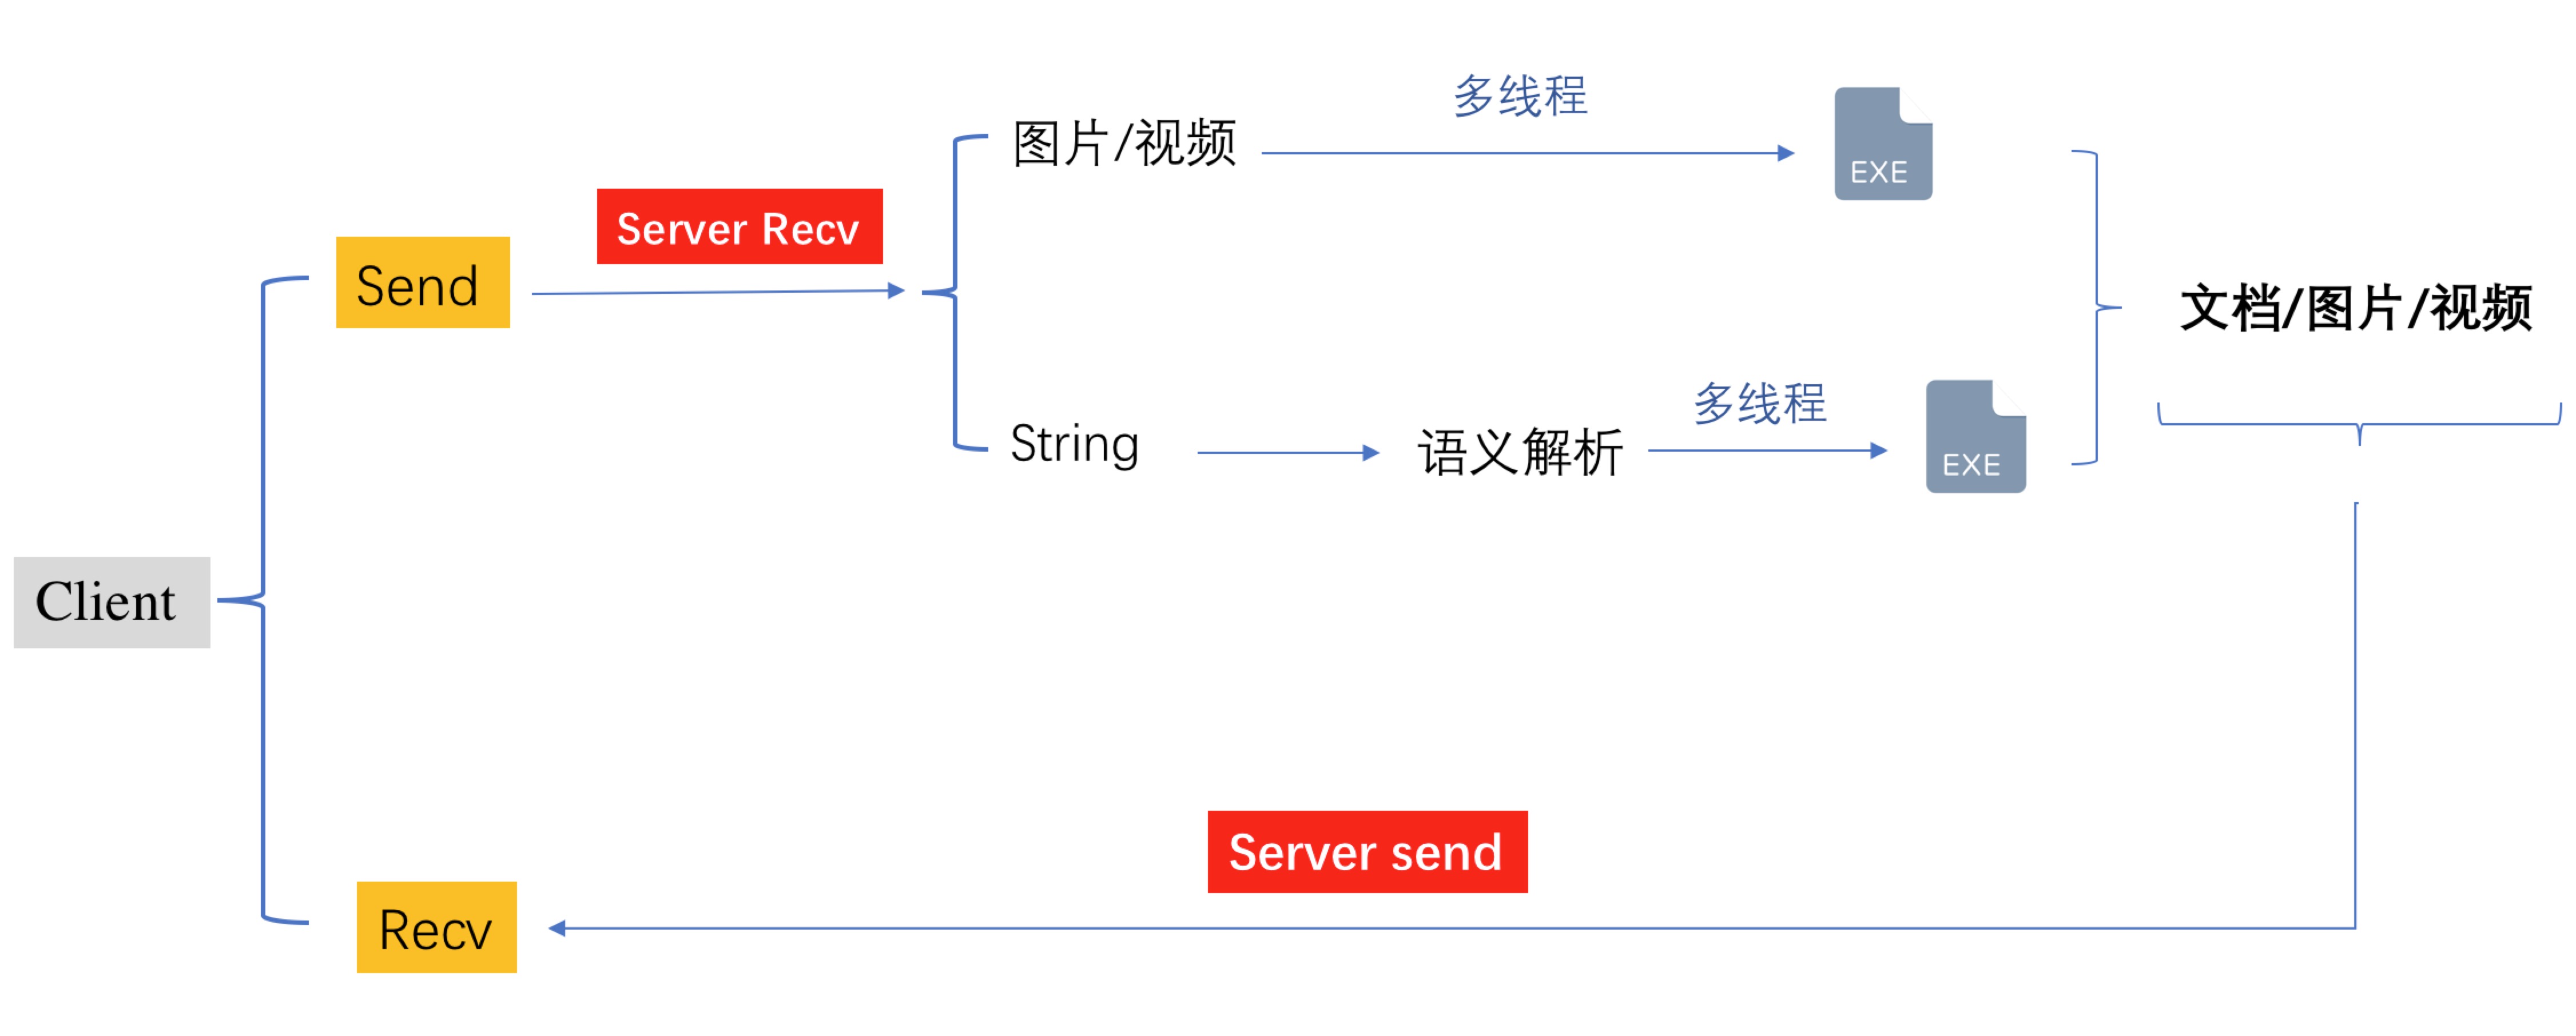 多线程
图片/视频
EXE
Server Recv
Send
文档/图片/视频
多线程
String
语义解析
EXE
Client
Server send
Recv